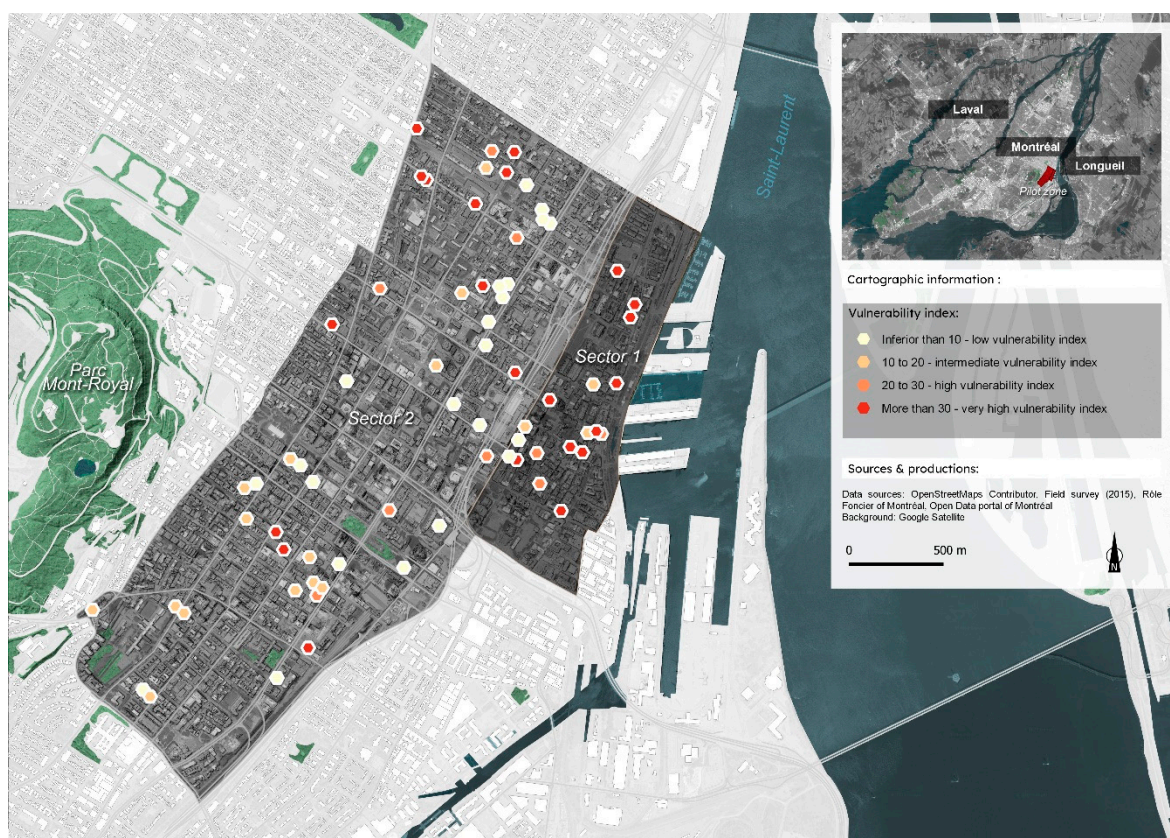 Saint-Laurent
Parc
Mont-Royal
Sector 1
Sector 2
Laval
Montréal
Longueil
Pilot zone
Cartographic information :
Vulnerability index:
Inferior than 10 - low vulnerability index
10 to 20 - intermediate vulnerability index
20 to 30 - high vulnerability index
More than 30 - very high vulnerability index
Sources & productions:
Data sources: OpenStreetMaps Contributor, Field survey (2015), Rôle
Foncier of Montréal, Open Data portal of Montréal
Background: Google Satellite
0 500 m
N